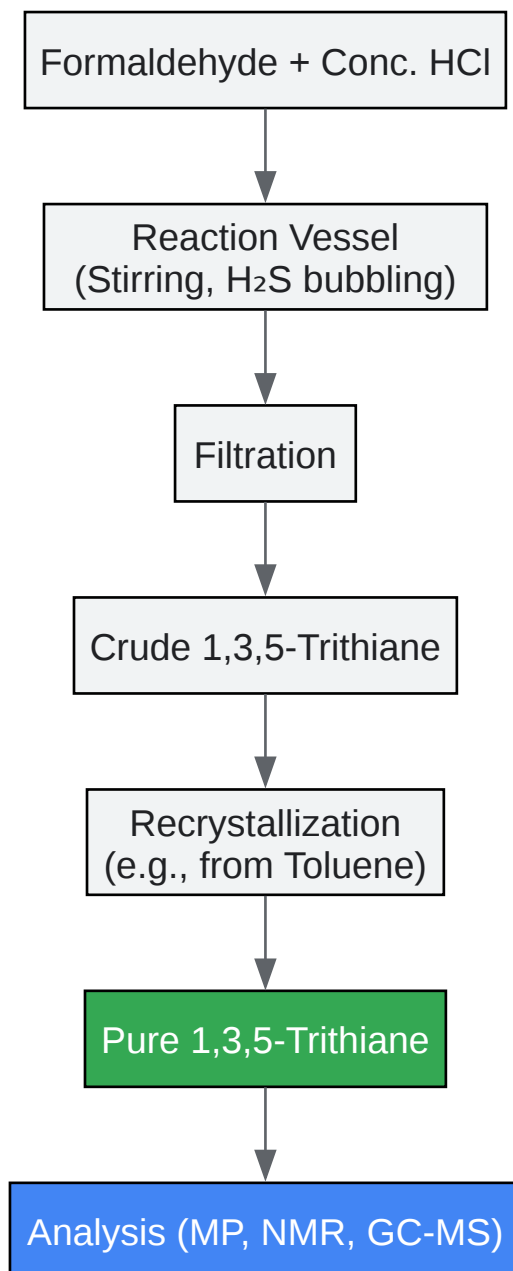 Formaldehyde + Conc. HCl
Reaction Vessel
(Stirring, H₂S bubbling)
Filtration
Crude 1,3,5-Trithiane
Recrystallization
(e.g., from Toluene)
Pure 1,3,5-Trithiane
Analysis (MP, NMR, GC-MS)